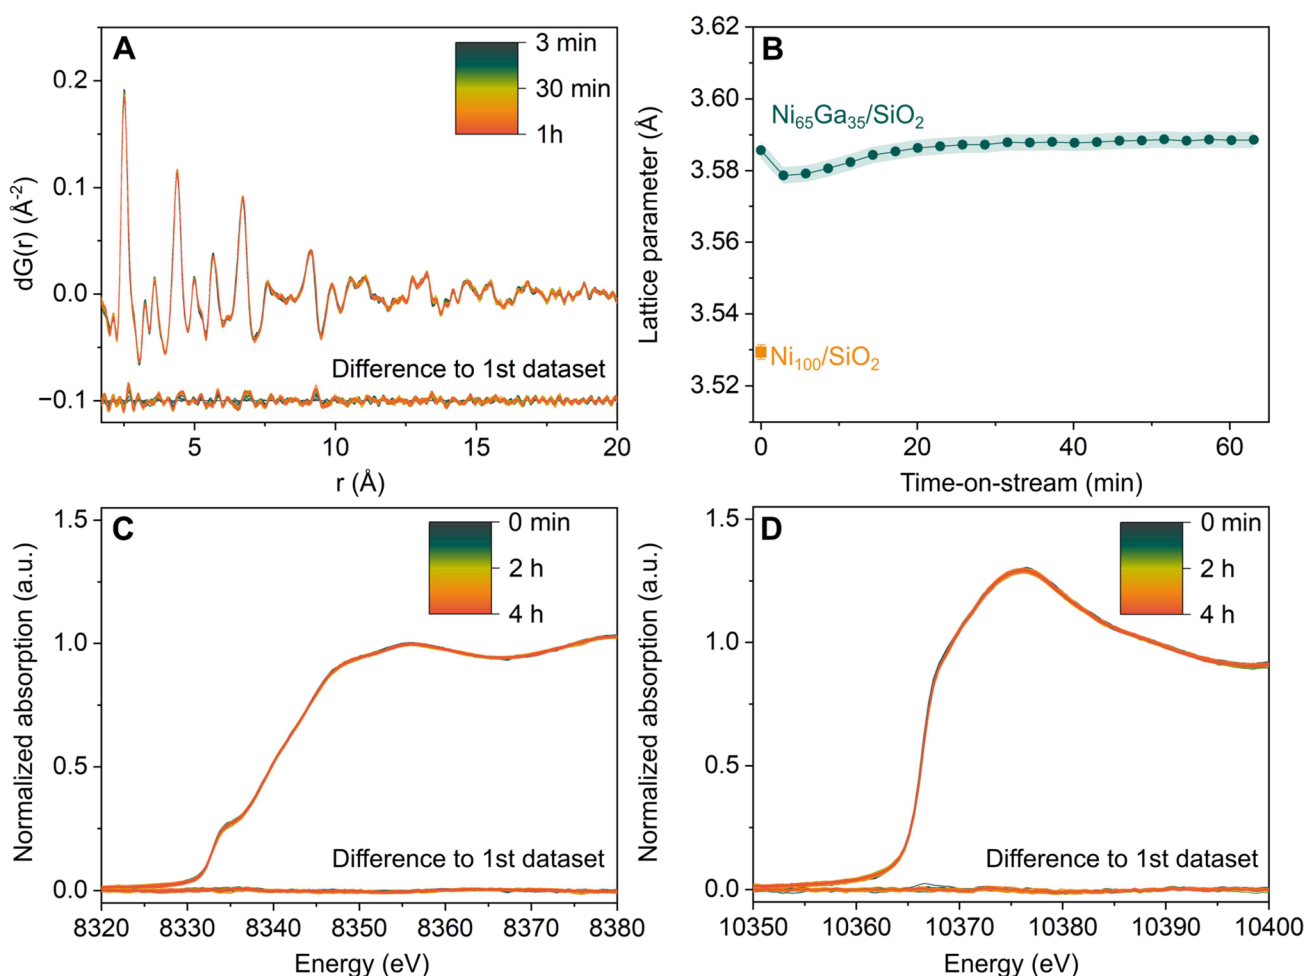 A
3 min
30 min
1h
0.2
0.1
0.0
−0.1
dG(r) (Å⁻²)
Difference to 1st dataset
5
10
15
20
r (Å)
B
3.62
3.60
3.58
3.56
3.54
3.52
Lattice parameter (Å)
Ni₆₅Ga₃₅/SiO₂
Ni₁₀₀/SiO₂
0
20
40
60
Time-on-stream (min)
C
0 min
2 h
4 h
1.5
1.0
0.5
0.0
Normalized absorption (a.u.)
Difference to 1st dataset
8320
8330
8340
8350
8360
8370
8380
Energy (eV)
D
0 min
2 h
4 h
1.5
1.0
0.5
0.0
Normalized absorption (a.u.)
Difference to 1st dataset
10350
10360
10370
10380
10390
10400
Energy (eV)